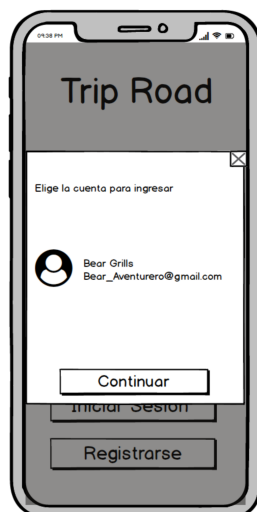 09:38 PM
Trip Road
Elige la cuenta para ingresar
Bear Grills
Bear_Aventurero@gmail.com
Continuar
Iniciar Sesion
Registrarse